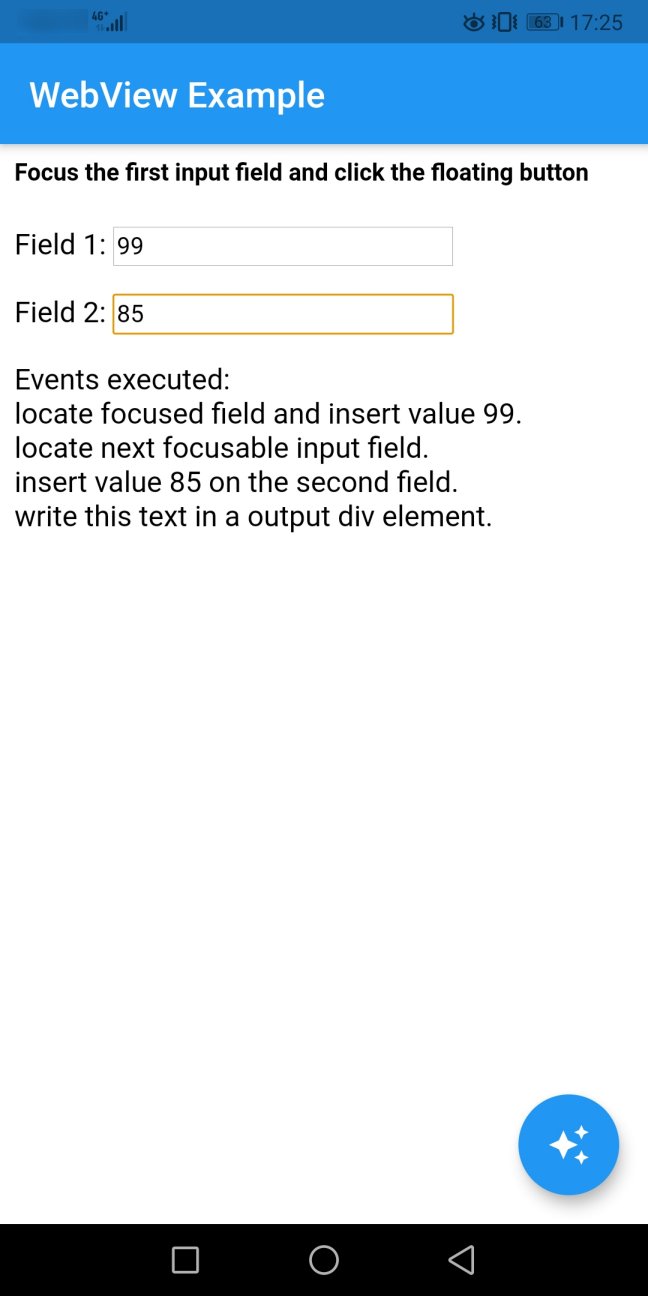 4G+ 63 17:25
WebView Example
Focus the first input field and click the floating button
Field 1: 99
Field 2: 85
Events executed:
locate focused field and insert value 99.
locate next focusable input field.
insert value 85 on the second field.
write this text in a output div element.